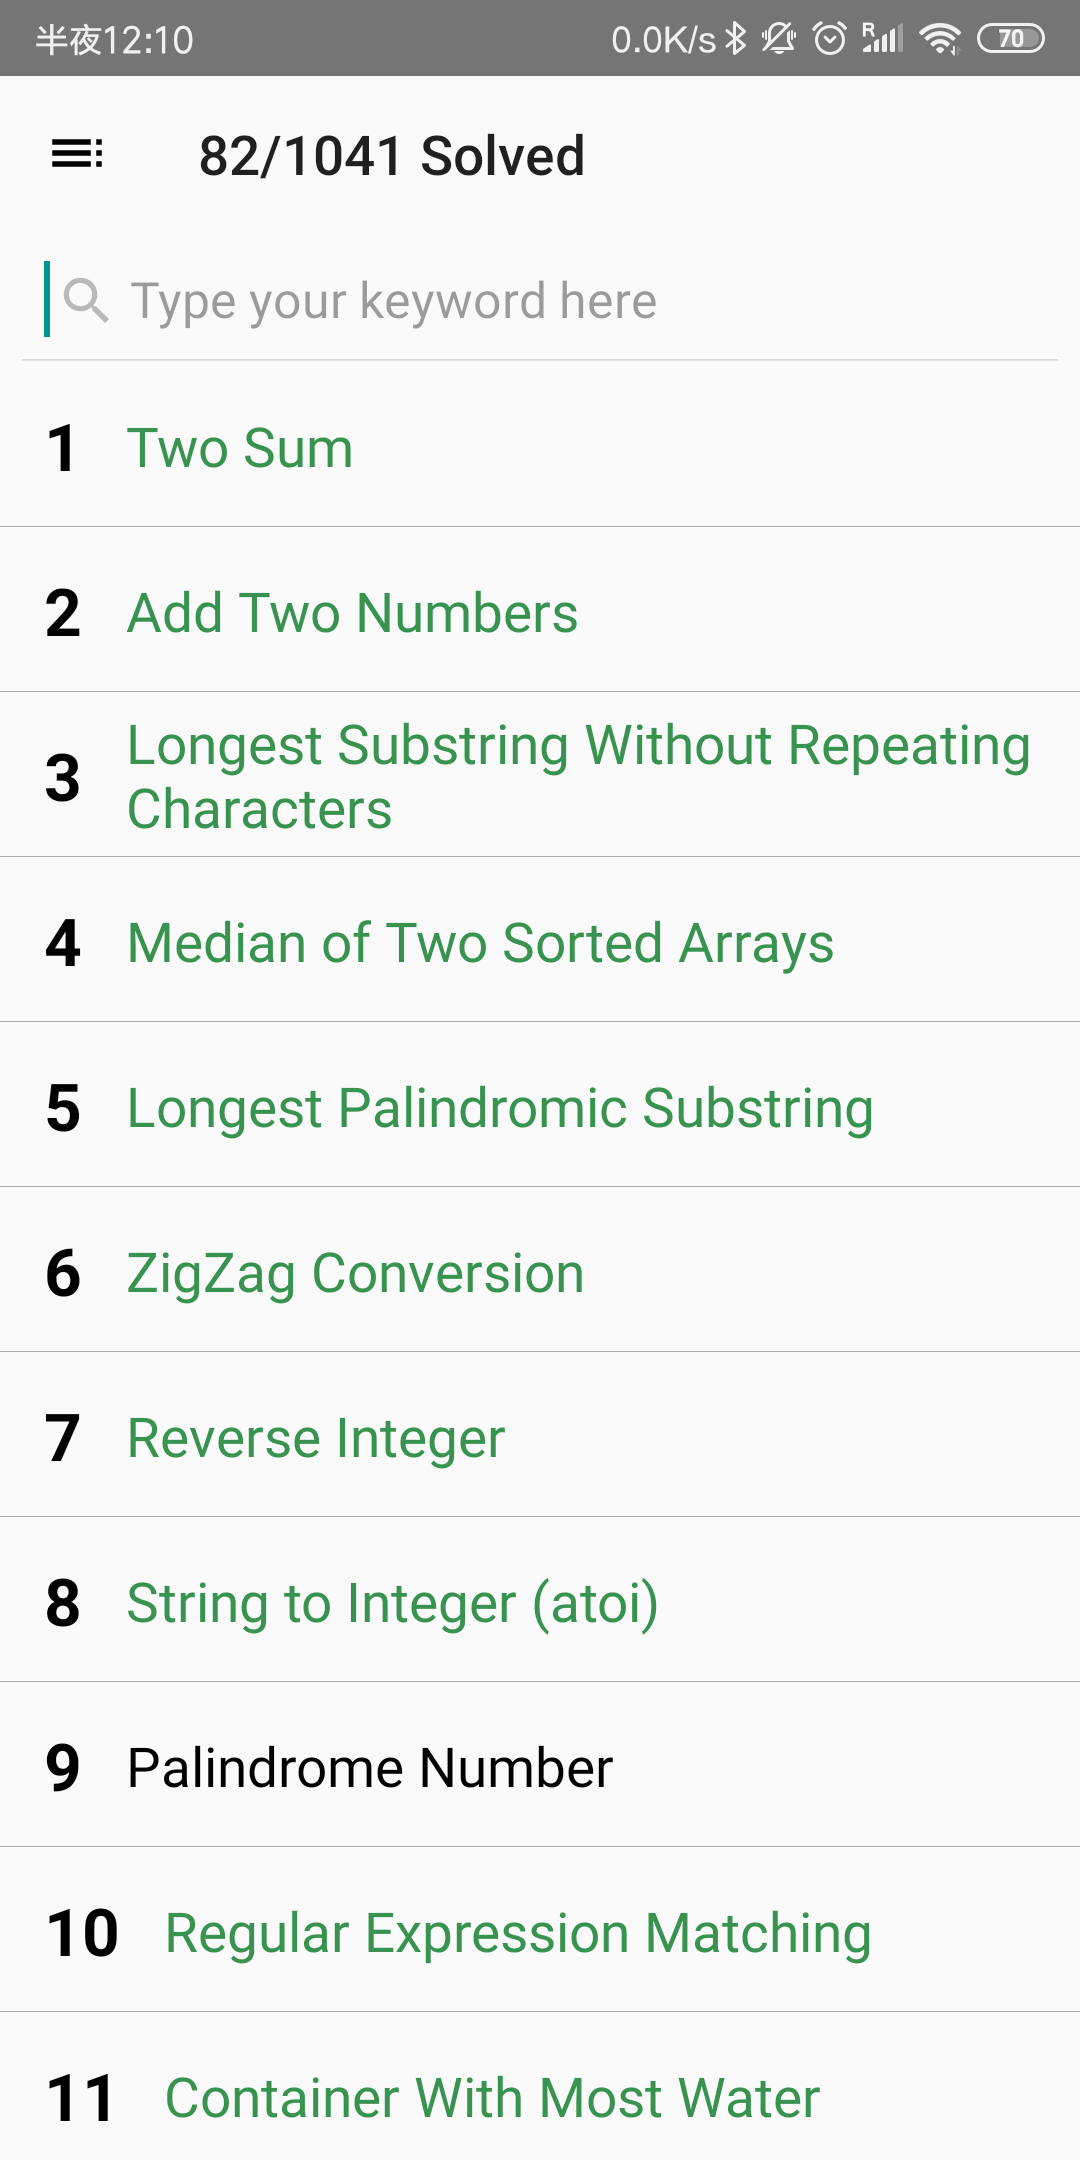 半夜12:10 0.0K/s R 70
82/1041 Solved
Type your keyword here
1 Two Sum
2 Add Two Numbers
3 Longest Substring Without Repeating
Characters
4 Median of Two Sorted Arrays
5 Longest Palindromic Substring
6 ZigZag Conversion
7 Reverse Integer
8 String to Integer (atoi)
9 Palindrome Number
10 Regular Expression Matching
11 Container With Most Water